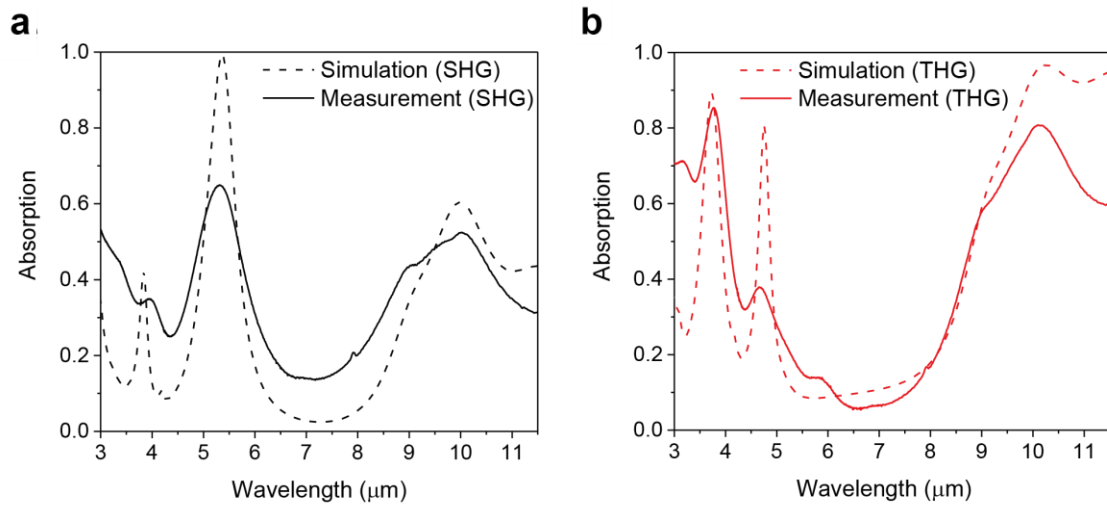 a
Simulation (SHG)
Measurement (SHG)
Absorption
1.0
0.8
0.6
0.4
0.2
0.0
3 4 5 6 7 8 9 10 11
Wavelength (μm)
b
Simulation (THG)
Measurement (THG)
Absorption
1.0
0.8
0.6
0.4
0.2
0.0
3 4 5 6 7 8 9 10 11
Wavelength (μm)